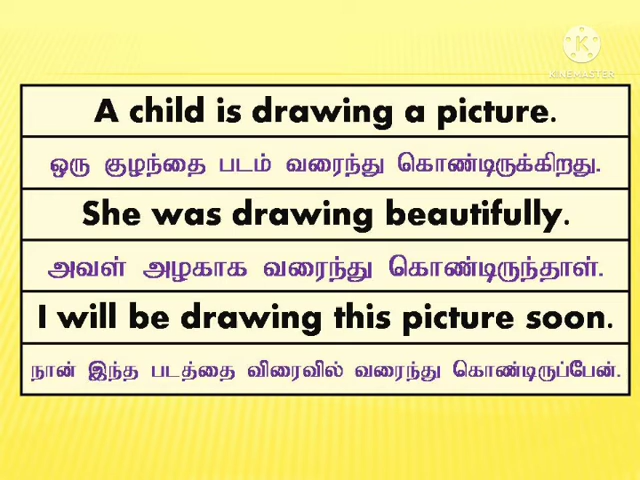 K
KINEMASTER
A child is drawing a picture.
ஒரு குழந்தை படம் வரைந்து கொண்டிருக்கிறது.
She was drawing beautifully.
அவள் அழகாக வரைந்து கொண்டிருந்தாள்.
I will be drawing this picture soon.
நான் இந்த படத்தை விரைவில் வரைந்து கொண்டிருப்பேன்.